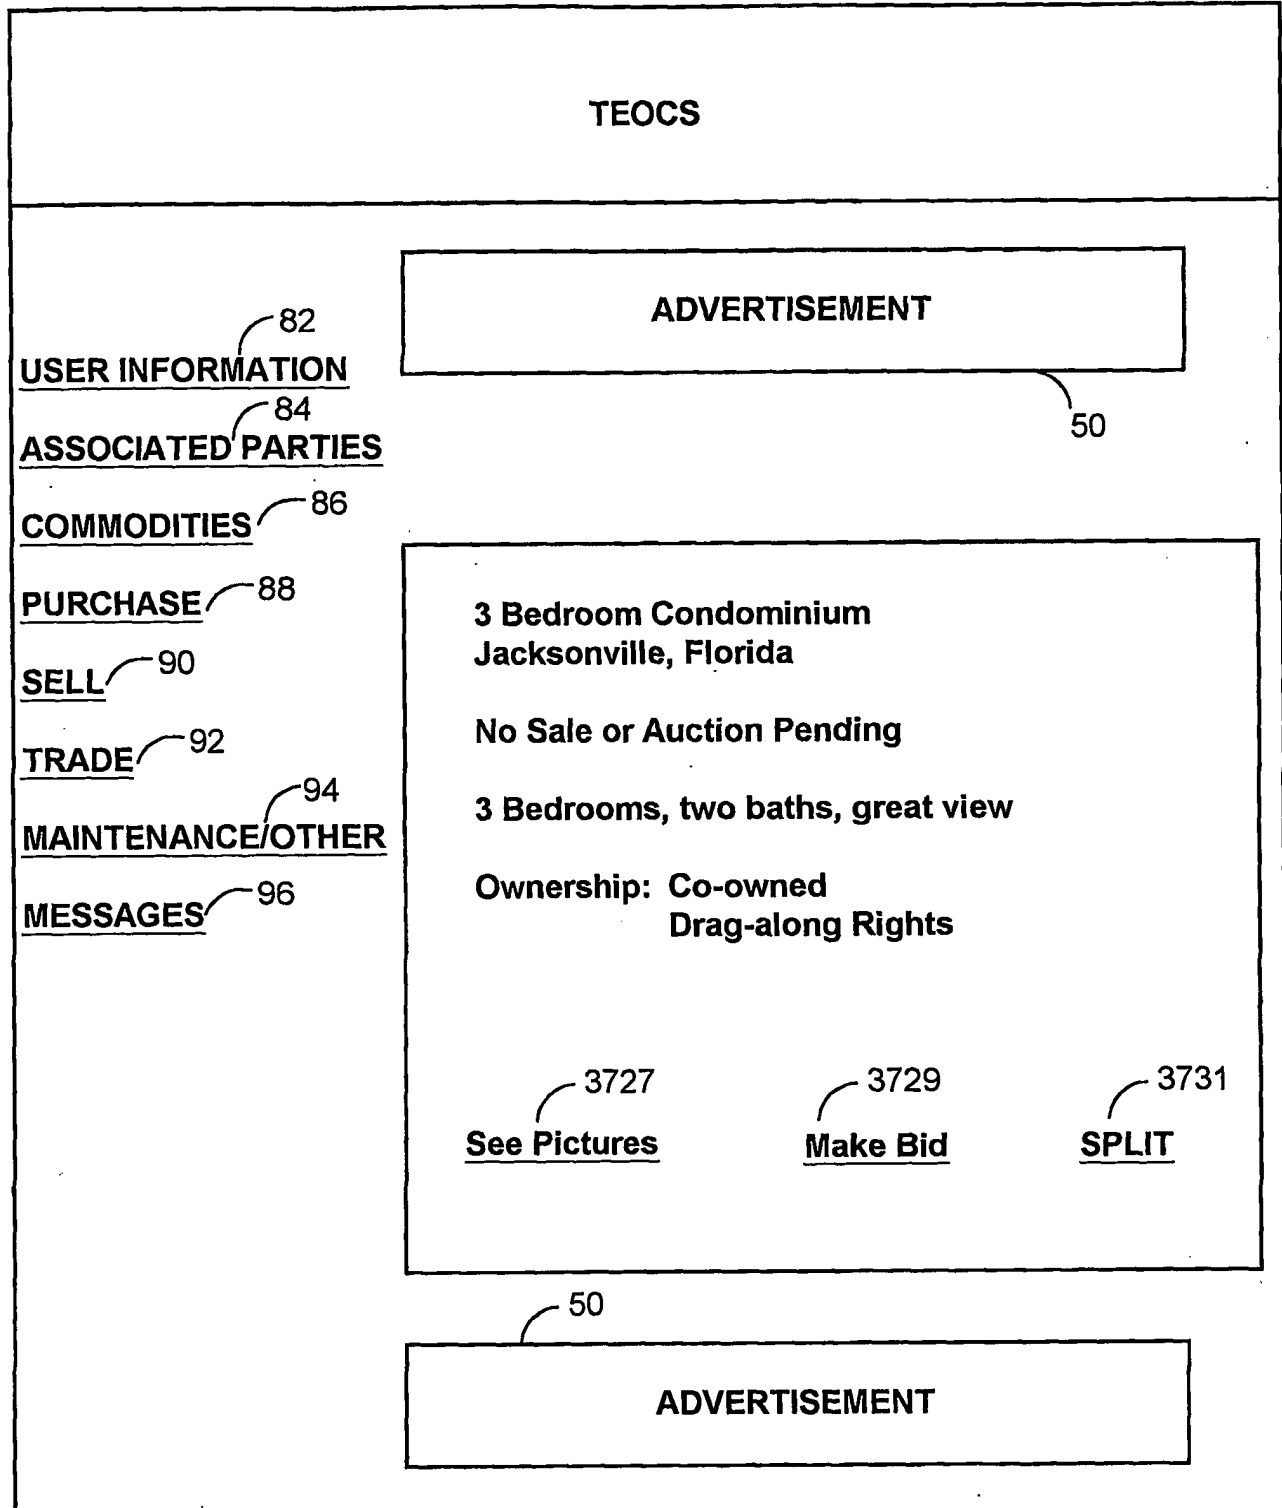 TEOCS
ADVERTISEMENT
50
82
USER INFORMATION
84
ASSOCIATED PARTIES
86
COMMODITIES
88
PURCHASE
90
SELL
92
TRADE
94
MAINTENANCE/OTHER
96
MESSAGES
3 Bedroom Condominium
Jacksonville, Florida
No Sale or Auction Pending
3 Bedrooms, two baths, great view
Ownership: Co-owned
Drag-along Rights
3727 3729 3731
See Pictures Make Bid SPLIT
50
ADVERTISEMENT